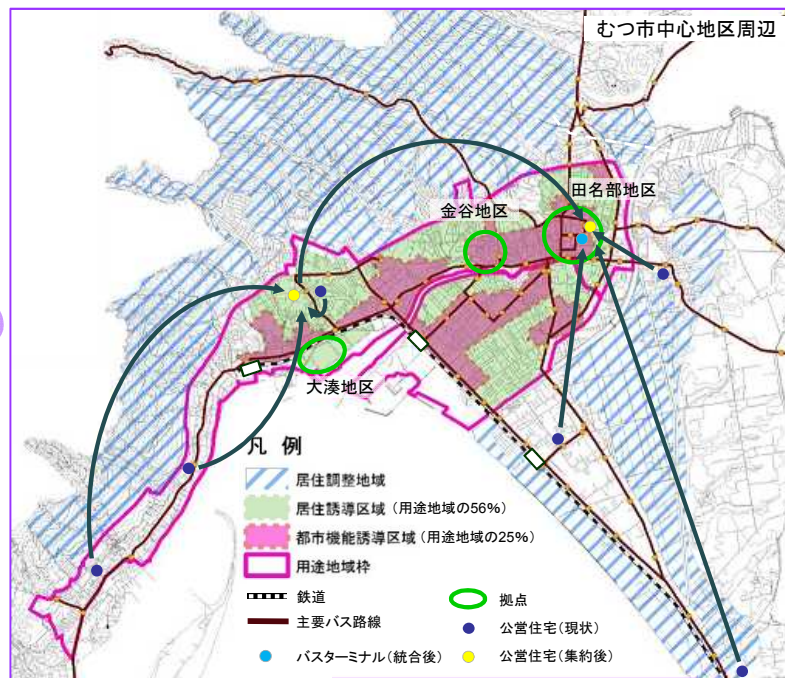 むつ市中心地区周辺
田名部地区
金谷地区
大湊地区
凡 例
居住調整地域
居住誘導区域 (用途地域の56%)
都市機能誘導区域 (用途地域の25%)
用途地域枠
鉄道
主要バス路線
バスターミナル(統合後)
拠点
公営住宅(現状)
公営住宅(集約後)